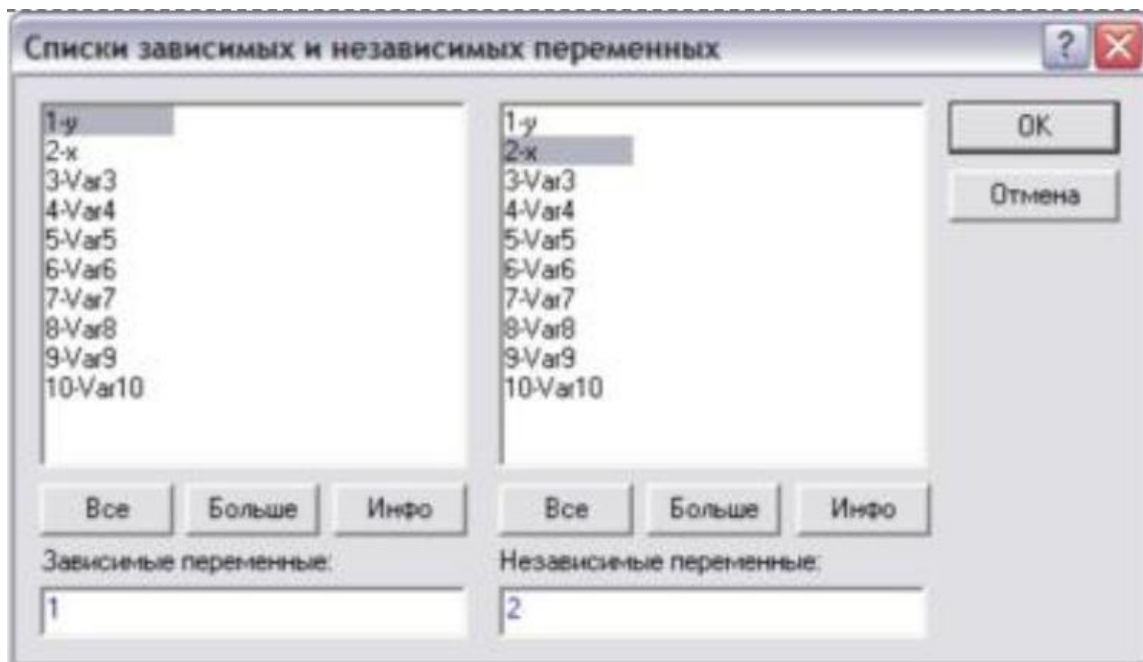 Списки зависимых и независимых переменных
1-y
2-x
3-Var3
4-Var4
5-Var5
6-Var6
7-Var7
8-Var8
9-Var9
10-Var10
Все Больше Инфо
Зависимые переменные:
1
1-y
2-x
3-Var3
4-Var4
5-Var5
6-Var6
7-Var7
8-Var8
9-Var9
10-Var10
Все Больше Инфо
Независимые переменные:
2
OK
Отмена